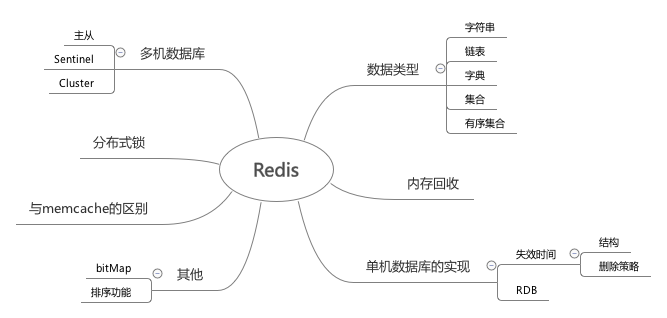 Redis
多机数据库
主从
Sentinel
Cluster
分布式锁
与memcache的区别
其他
bitMap
排序功能
数据类型
字符串
链表
字典
集合
有序集合
内存回收
单机数据库的实现
失效时间
结构
删除策略
RDB